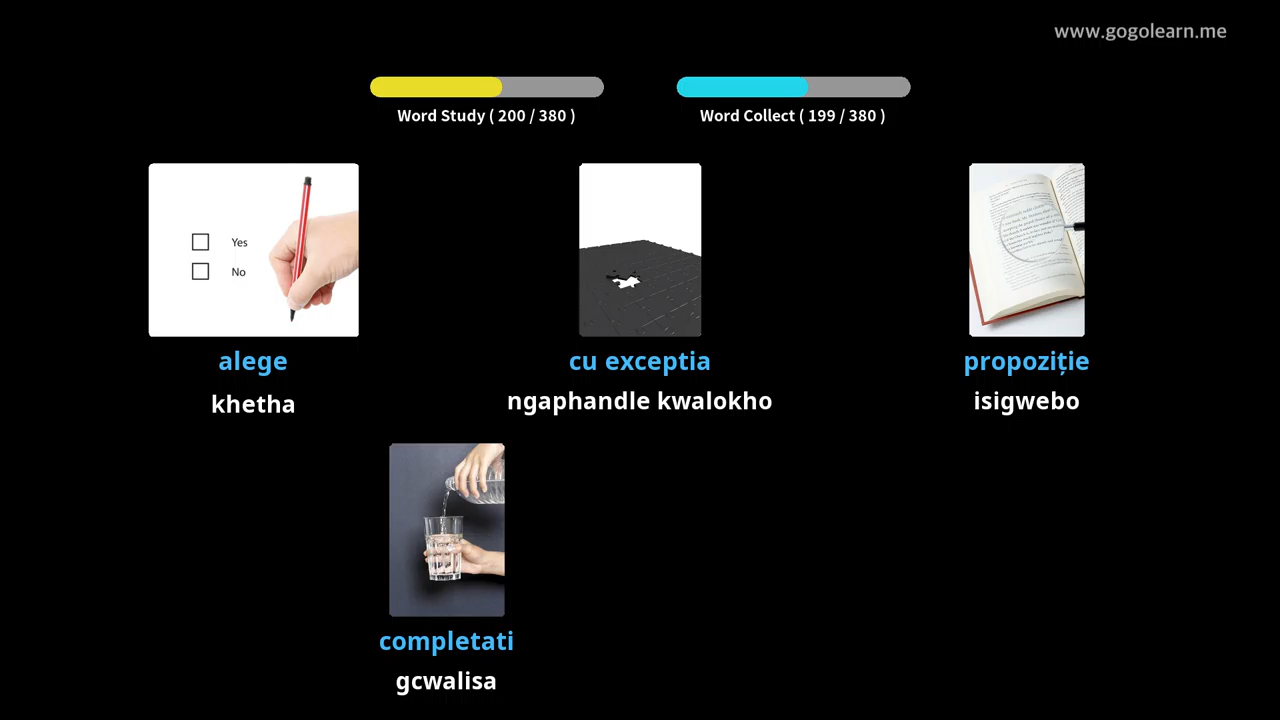 www.gogolearn.me
Word Study ( 200 / 380 )
Word Collect ( 199 / 380 )
Yes
No
alege
khetha
cu exceptia
ngaphandle kwalokho
propoziție
isigwebo
completati
gcwalisa